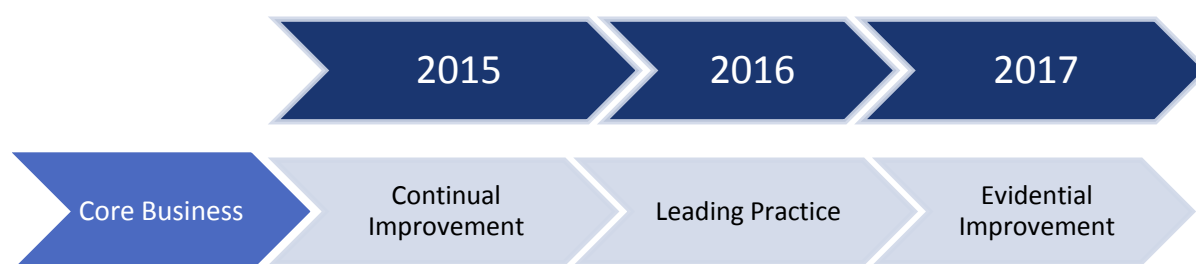 2015
2016
2017
Core Business
Continual
Improvement
Leading Practice
Evidential
Improvement